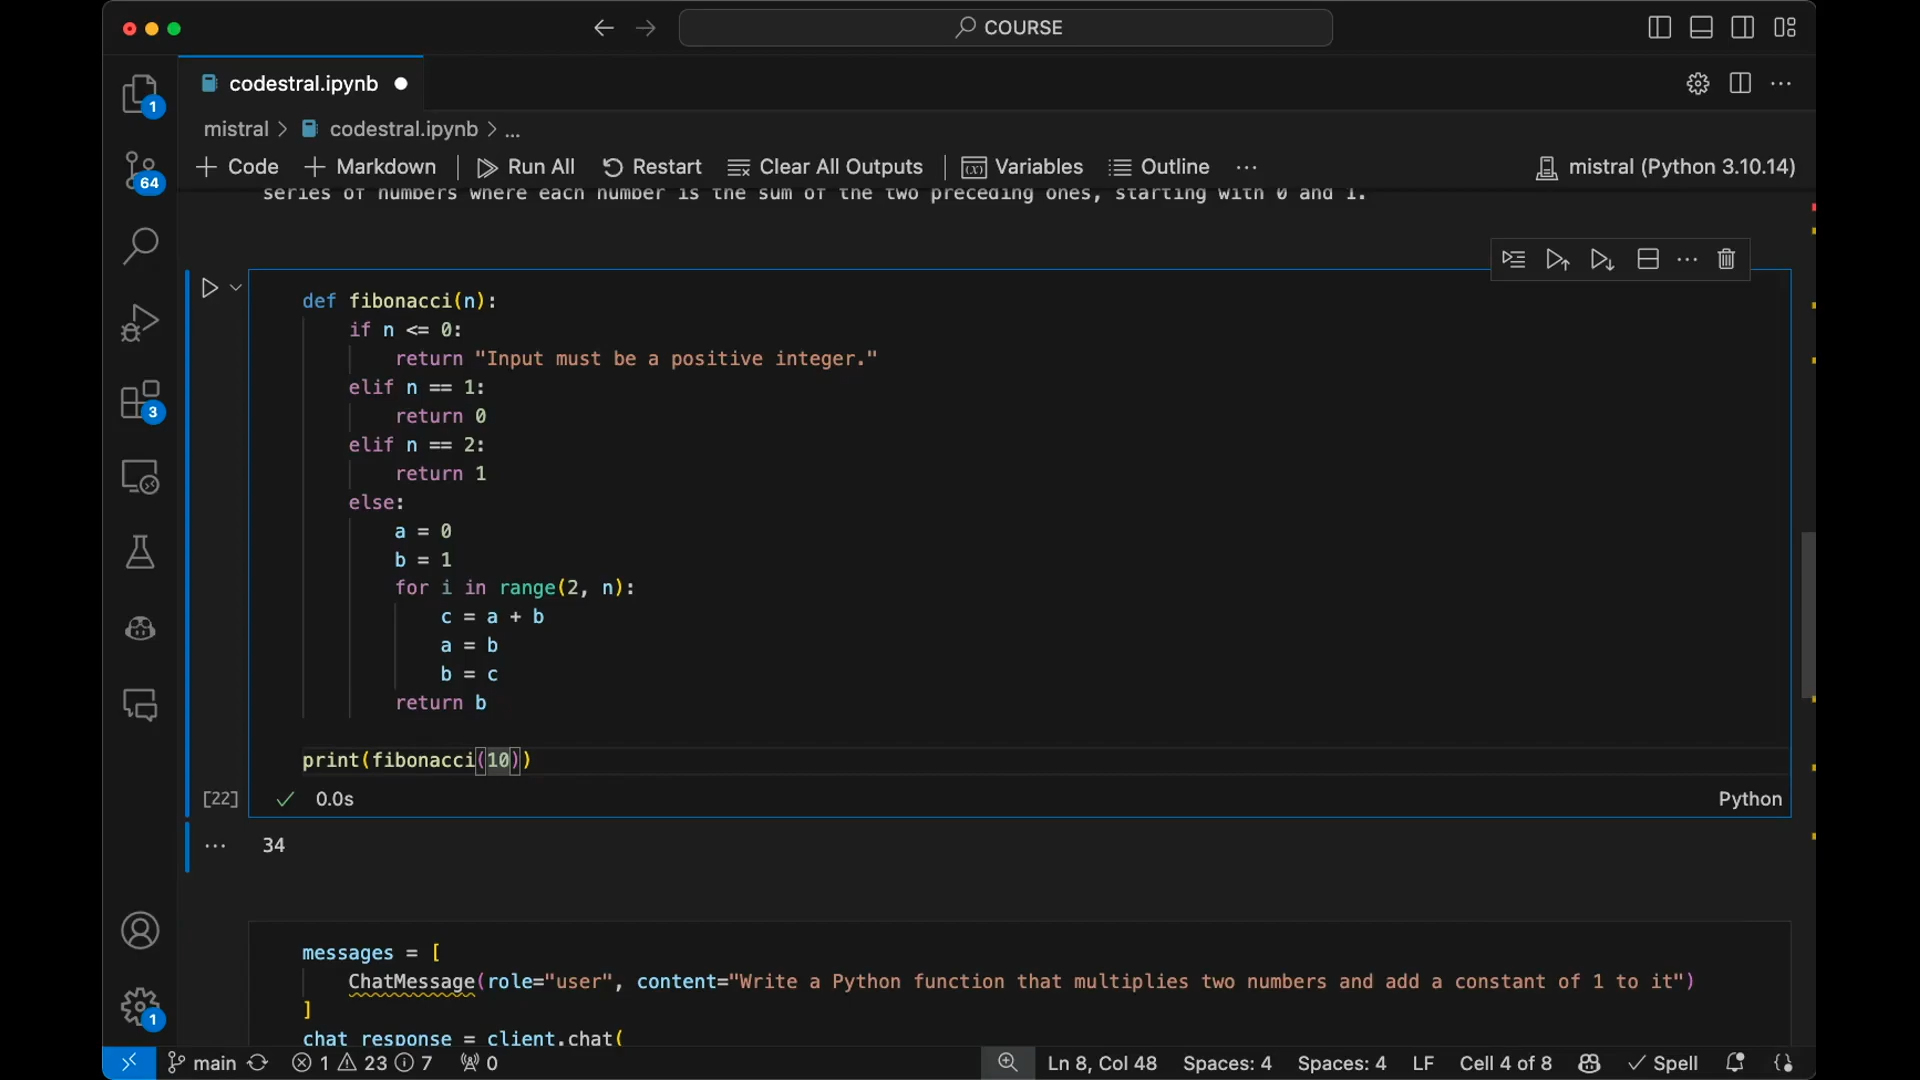 COURSE
codestral.ipynb
mistral > codestral.ipynb > ...
Code Markdown Run All Restart Clear All Outputs Variables Outline ... mistral (Python 3.10.14)
series of numbers where each number is the sum of the two preceding ones, starting with 0 and 1.
1
64
3
1
def fibonacci(n):
if n <= 0:
return "Input must be a positive integer."
elif n == 1:
return 0
elif n == 2:
return 1
else:
a = 0
b = 1
for i in range(2, n):
c = a + b
a = b
b = c
return b
print(fibonacci(10))
[22] 0.0s Python
... 34
messages = [
ChatMessage(role="user", content="Write a Python function that multiplies two numbers and add a constant of 1 to it")
]
chat_response = client.chat(
main 1 23 7 0 Ln 8, Col 48 Spaces: 4 Spaces: 4 LF Cell 4 of 8 Spell